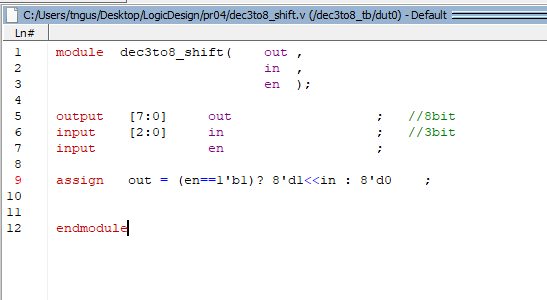 C:/Users/tngus/Desktop/LogicDesign/pr04/dec3to8_shift.v (/dec3to8_tb/dut0) - Default
Ln#
1 module dec3to8_shift( out ,
2 in ,
3 en );
4
5 output [7:0] out ; //8bit
6 input [2:0] in ; //3bit
7 input en ;
8
9 assign out = (en==1'b1)? 8'd1<<in : 8'd0 ;
10
11
12 endmodule